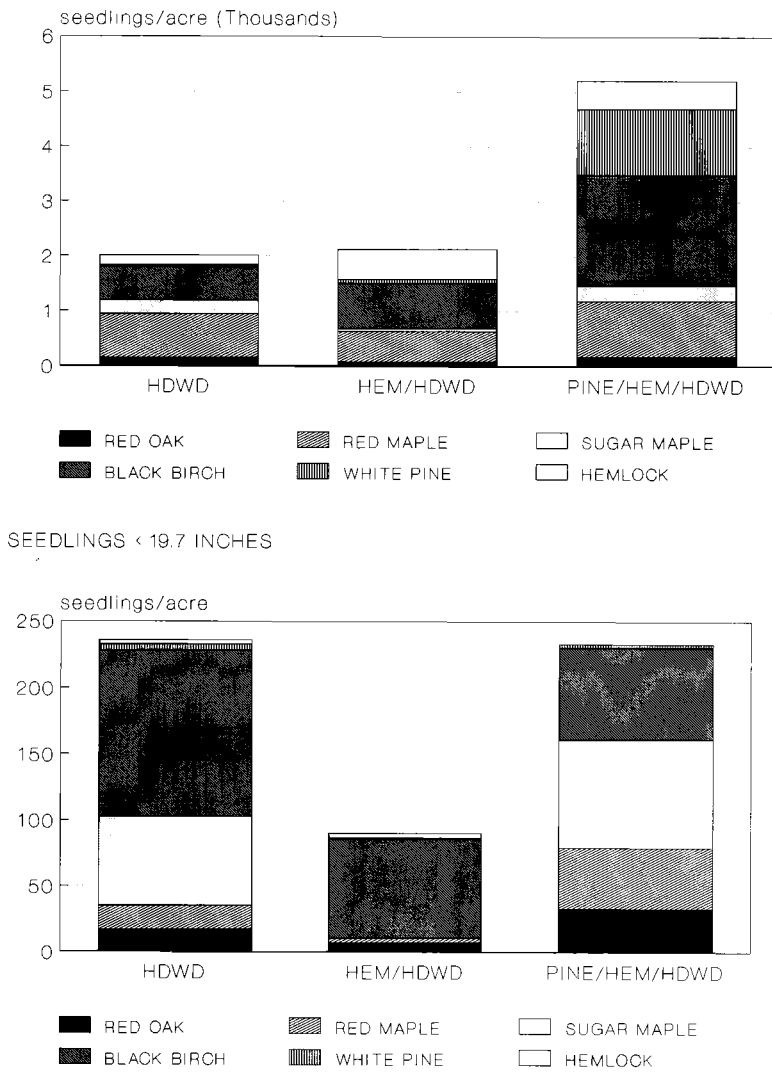 seedlings/acre (Thousands)
6
5
4
3
2
1
0
HDWD HEM/HDWD PINE/HEM/HDWD
RED OAK RED MAPLE SUGAR MAPLE
BLACK BIRCH WHITE PINE HEMLOCK
SEEDLINGS < 19.7 INCHES
seedlings/acre
250
200
150
100
50
0
HDWD HEM/HDWD PINE/HEM/HDWD
RED OAK RED MAPLE SUGAR MAPLE
BLACK BIRCH WHITE PINE HEMLOCK